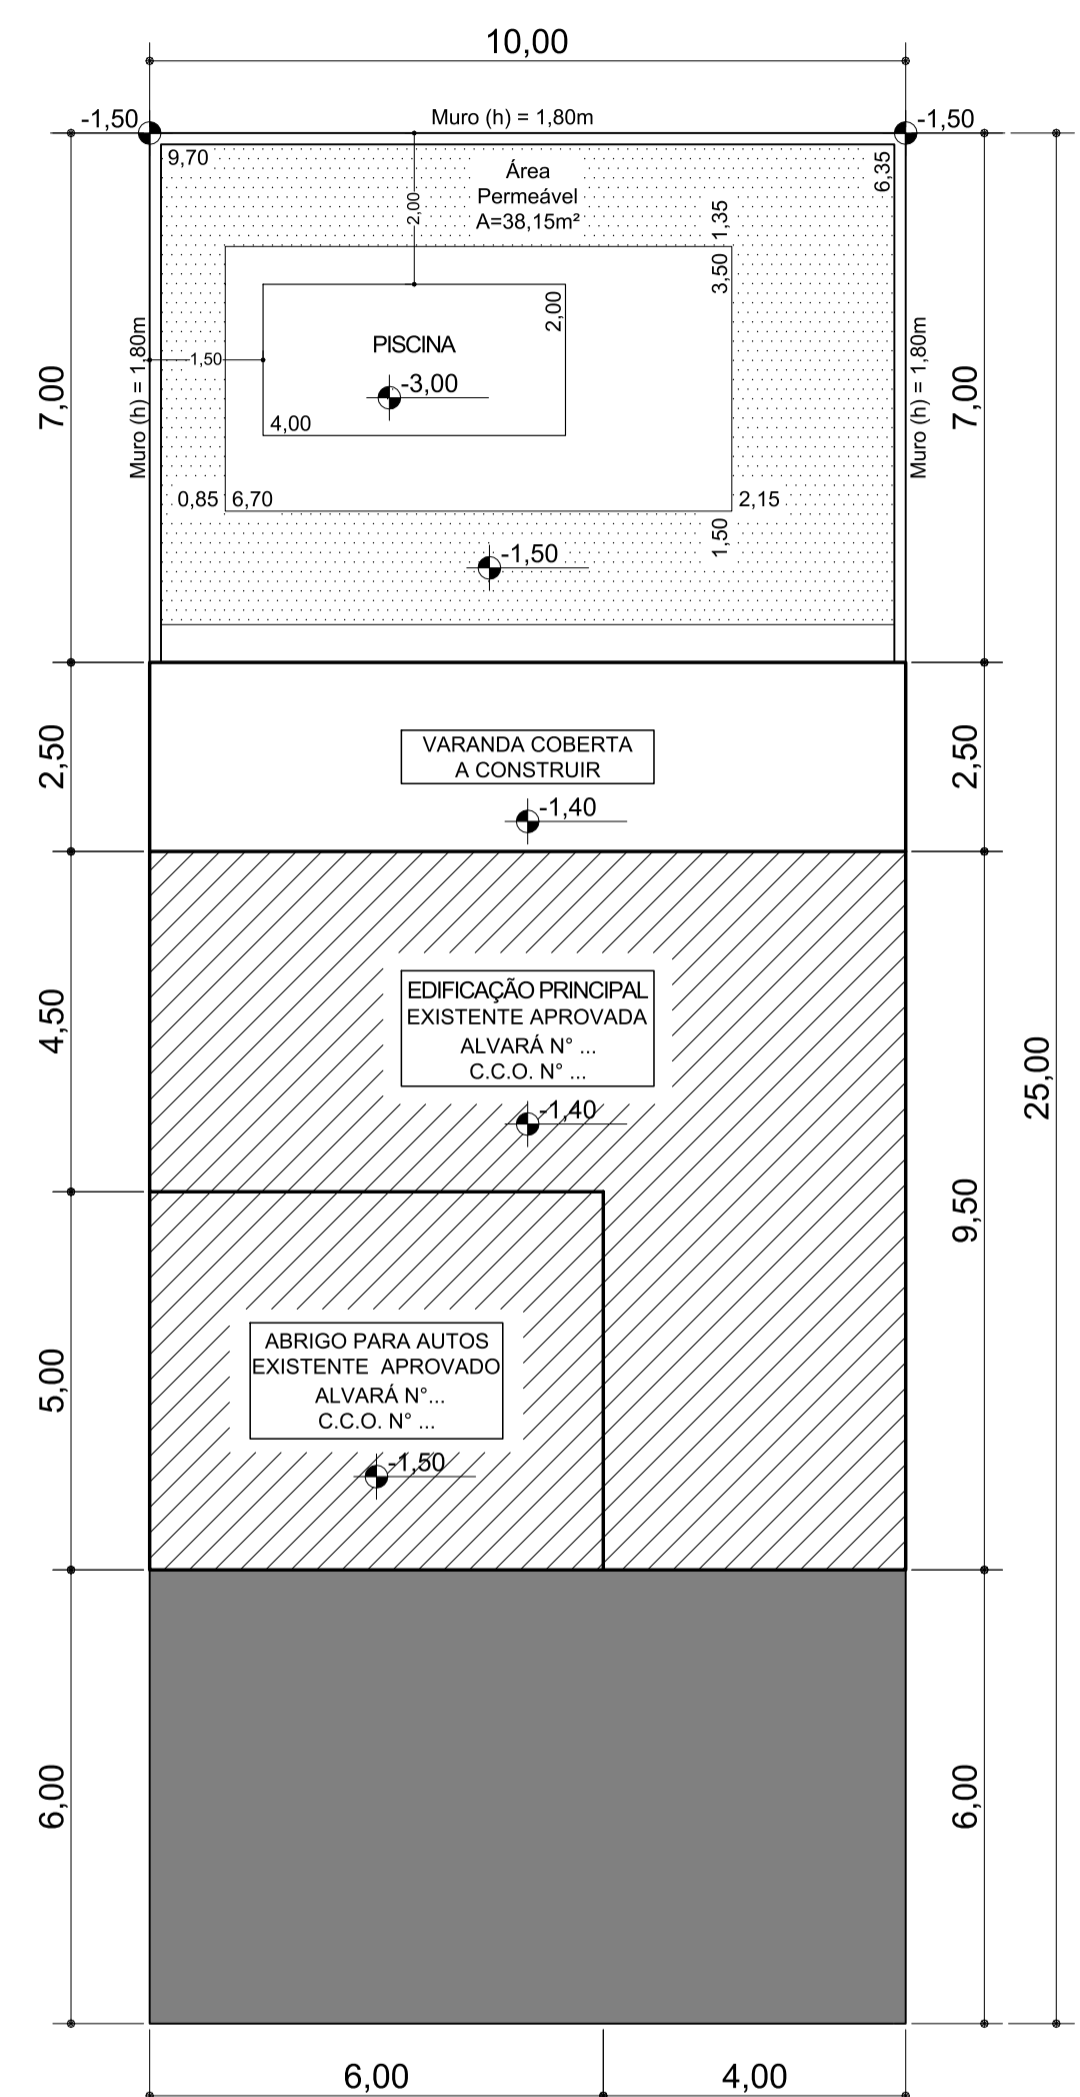 10,00
-1,50
Muro (h) = 1,80m
-1,50
9,70
6,35
Área
Permeável
A=38,15m²
2,00
1,35
3,50
2,00
PISCINA
-3,00
1,50
4,00
Muro (h) = 1,80m
Muro (h) = 1,80m
7,00
7,00
0,85
6,70
2,15
1,50
-1,50
2,50
VARANDA COBERTA
A CONSTRUIR
2,50
-1,40
4,50
EDIFICAÇÃO PRINCIPAL
EXISTENTE APROVADA
ALVARÁ N° ...
C.C.O. N° ...
-1,40
25,00
9,50
5,00
ABRIGO PARA AUTOS
EXISTENTE APROVADO
ALVARÁ N°...
C.C.O. N° ...
-1,50
6,00
6,00
6,00
4,00